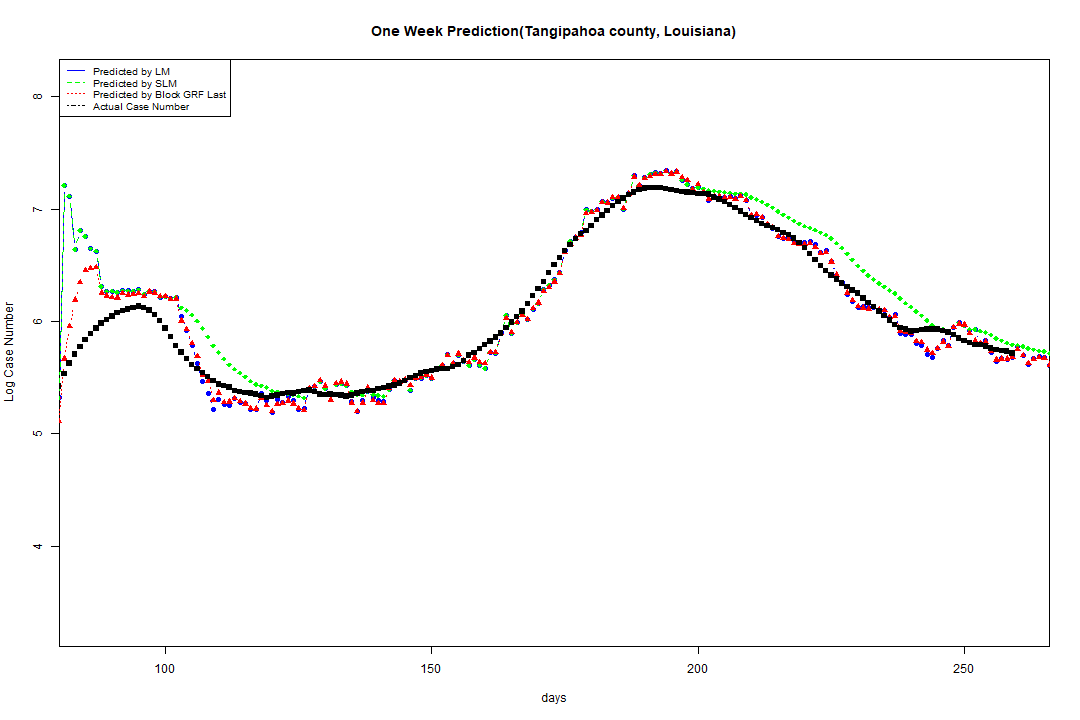 One Week Prediction(Tangipahoa county, Louisiana)
Predicted by LM
Predicted by SLM
Predicted by Block GRF Last
Actual Case Number
8
7
6
5
4
Log Case Number
100
150
200
250
days